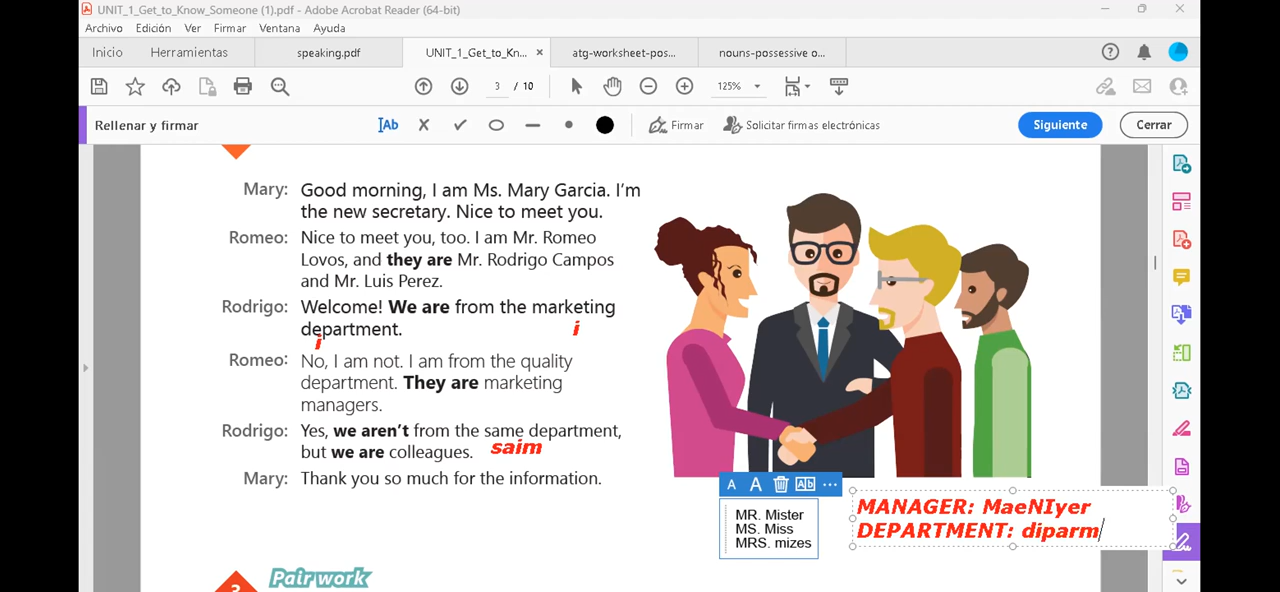 UNIT_1_Get_to_Know_Someone (1).pdf - Adobe Acrobat Reader (64-bit)
Archivo Edición Ver Firmar Ventana Ayuda
Inicio Herramientas speaking.pdf UNIT_1_Get_to_Kn... × atg-worksheet-pos... nouns-possessive o...
3 / 10 125%
Rellenar y firmar Ab Firmar Solicitar firmas electrónicas Siguiente Cerrar
Mary: Good morning, I am Ms. Mary Garcia. I'm
the new secretary. Nice to meet you.
Romeo: Nice to meet you, too. I am Mr. Romeo
Lovos, and they are Mr. Rodrigo Campos
and Mr. Luis Perez.
Rodrigo: Welcome! We are from the marketing
department. i
i
Romeo: No, I am not. I am from the quality
department. They are marketing
managers.
Rodrigo: Yes, we aren't from the same department,
but we are colleagues. saim
Mary: Thank you so much for the information.
A A Ab ...
MR. Mister
MS. Miss
MRS. mizes
MANAGER: MaeNIyer
DEPARTMENT: diparm
3 Pair work